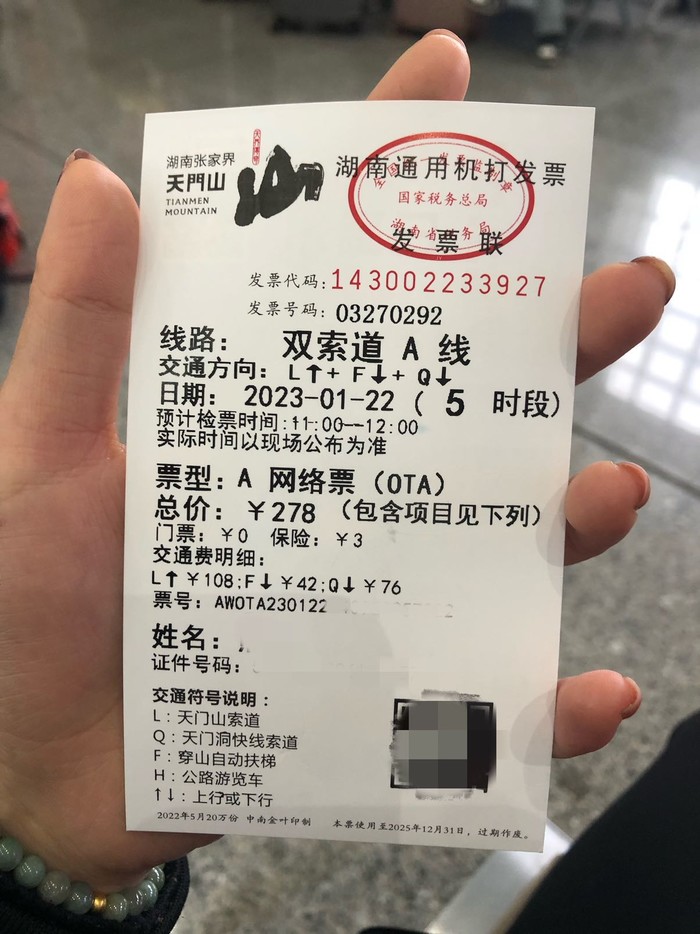 湖南张家界
天門山
TIANMEN
MOUNTAIN
湖南通用机打发票
国家税务总局
湖南省税务局
发票联
发票代码:143002233927
发票号码:03270292
线路： 双索道 A 线
交通方向: L↑+ F↓+ Q↓
日期： 2023-01-22 ( 5 时段)
预计检票时间:11:00--12:00
实际时间以现场公布为准
票型：A 网络票（OTA）
总价：￥278 （包含项目见下列）
门票：￥0 保险：￥3
交通费明细：
L↑￥108;F↓￥42;Q↓￥76
票号：AWOTA230122
姓名：
证件号码:
交通符号说明：
L：天门山索道
Q：天门洞快线索道
F：穿山自动扶梯
H：公路游览车
↑↓：上行或下行
2022年5月20万份 中南金叶印制 本票使用至2025年12月31日，过期作废。